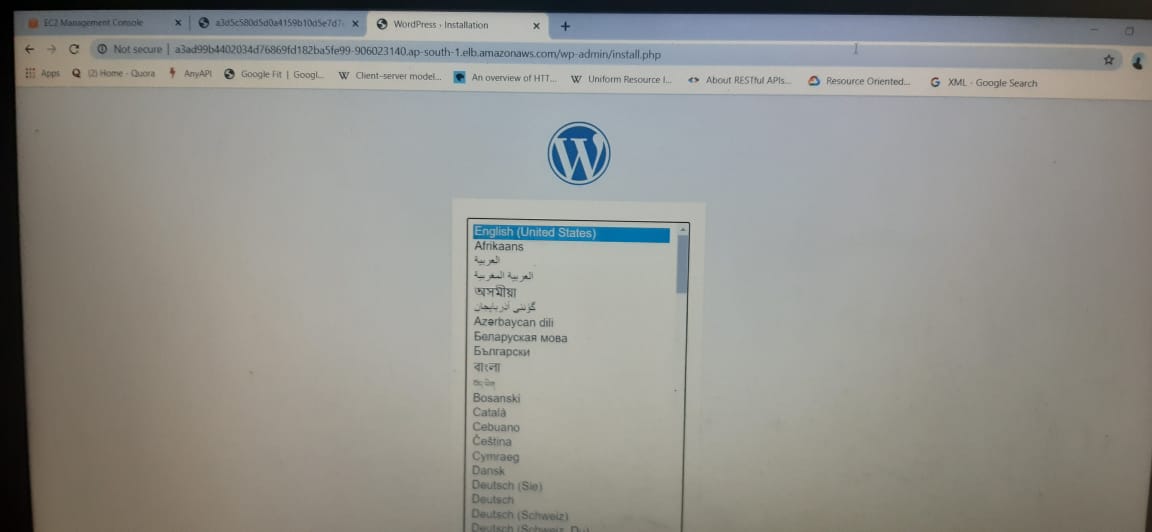 EC2 Management Console
WordPress › Installation
Not secure
a3ad99b4402034d76869fd182ba5fe99-906023140.ap-south-1.elb.amazonaws.com/wp-admin/install.php
Apps
(2) Home - Quora
AnyAPI
Google Fit | Googl...
Client-server model...
An overview of HTT...
Uniform Resource I...
About RESTful APIs...
Resource Oriented...
XML - Google Search
English (United States)
Afrikaans
العربية
العربية المغربية
অসমীয়া
گؤنئی آذربایجان
Azərbaycan dili
Беларуская мова
Български
বাংলা
Bosanski
Català
Cebuano
Čeština
Cymraeg
Dansk
Deutsch (Sie)
Deutsch
Deutsch (Schweiz)